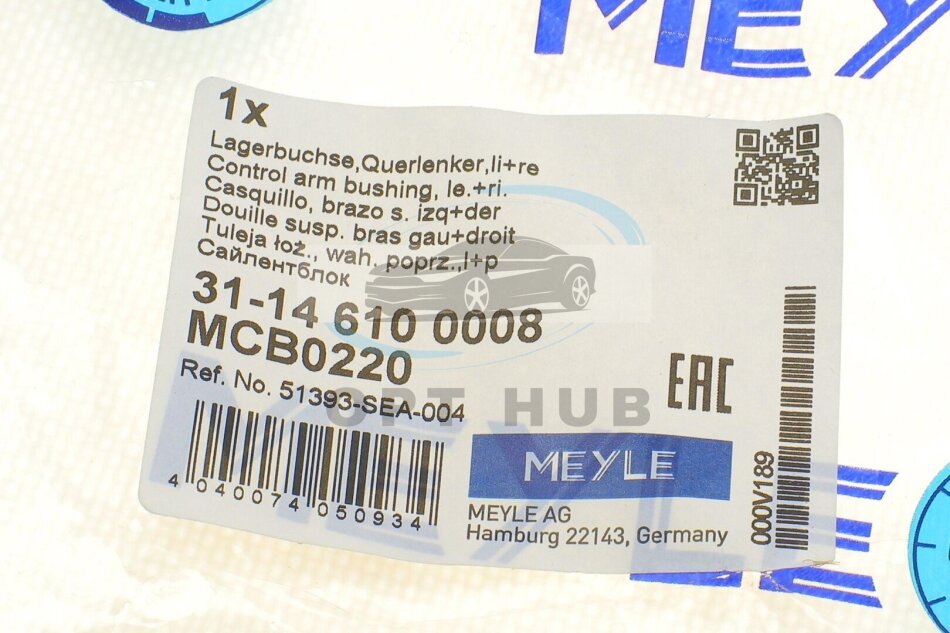 MEYLE
1x
Lagerbuchse,Querlenker,li+re
Control arm bushing, le.+ri.
Casquillo, brazo s. izq+der
Douille susp. bras gau+droit
Tuleja łoż., wah. poprz.,l+p
Сайлентблок
31-14 610 0008
MCB0220
Ref. No. 51393-SEA-004
OPT HUB
EAC
4 040074 050934
MEYLE
MEYLE AG
Hamburg 22143, Germany
000V189
MEYLE